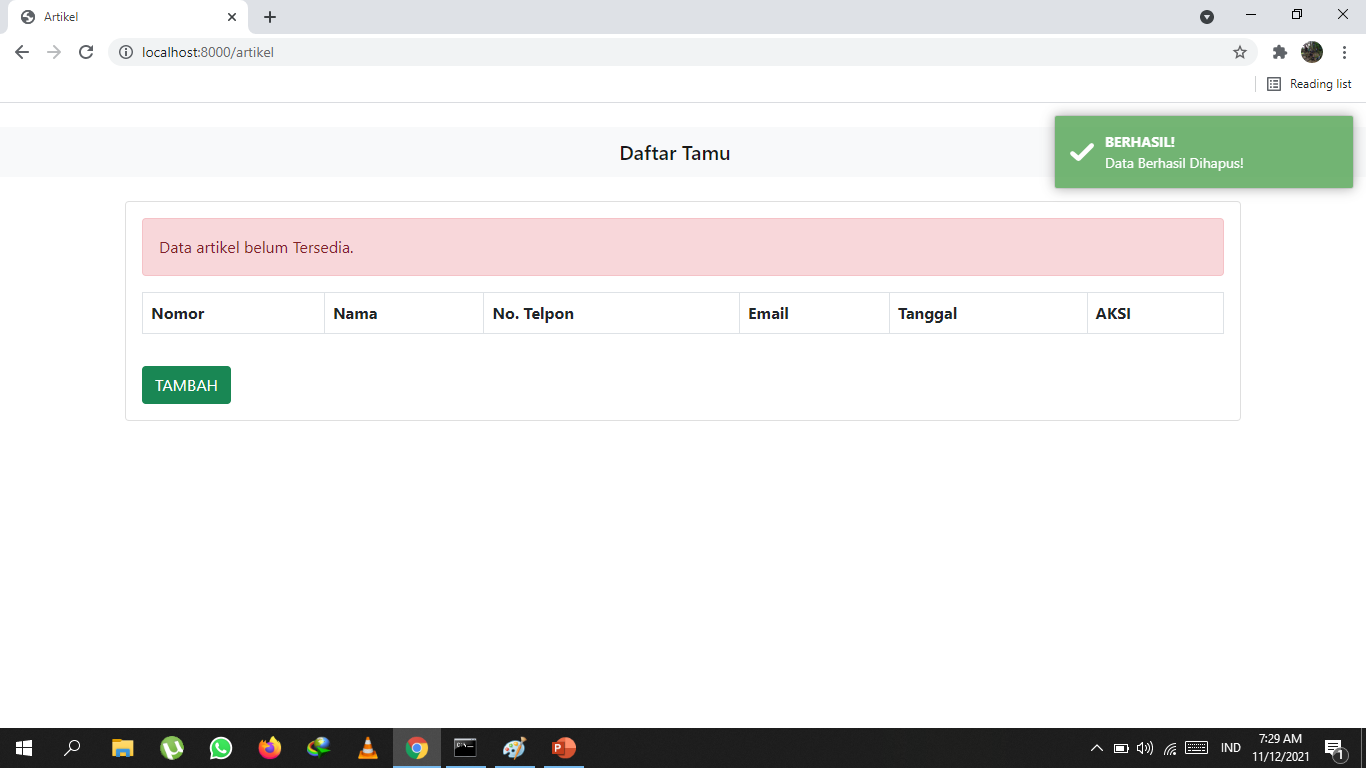 Artikel
localhost:8000/artikel
Reading list
Daftar Tamu
BERHASIL!
Data Berhasil Dihapus!
Data artikel belum Tersedia.
Nomor Nama No. Telpon Email Tanggal AKSI
TAMBAH
IND
7:29 AM
11/12/2021
1